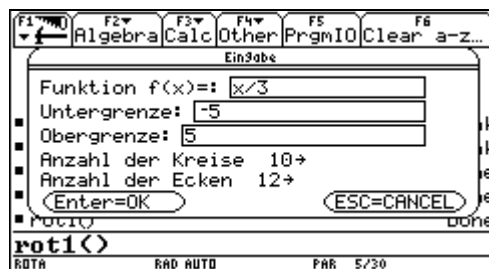 F1 F2 F3 F4 F5 F6
Algebra Calc Other PrgmIO Clear a-z…
Eingabe
Funktion f(x)=: x/3
Untergrenze: -5
Obergrenze: 5
Anzahl der Kreise 10→
Anzahl der Ecken 12→
Enter=OK ESC=CANCEL
rot1() Done
rot1()
ROTA RAD AUTO PAR 5/30